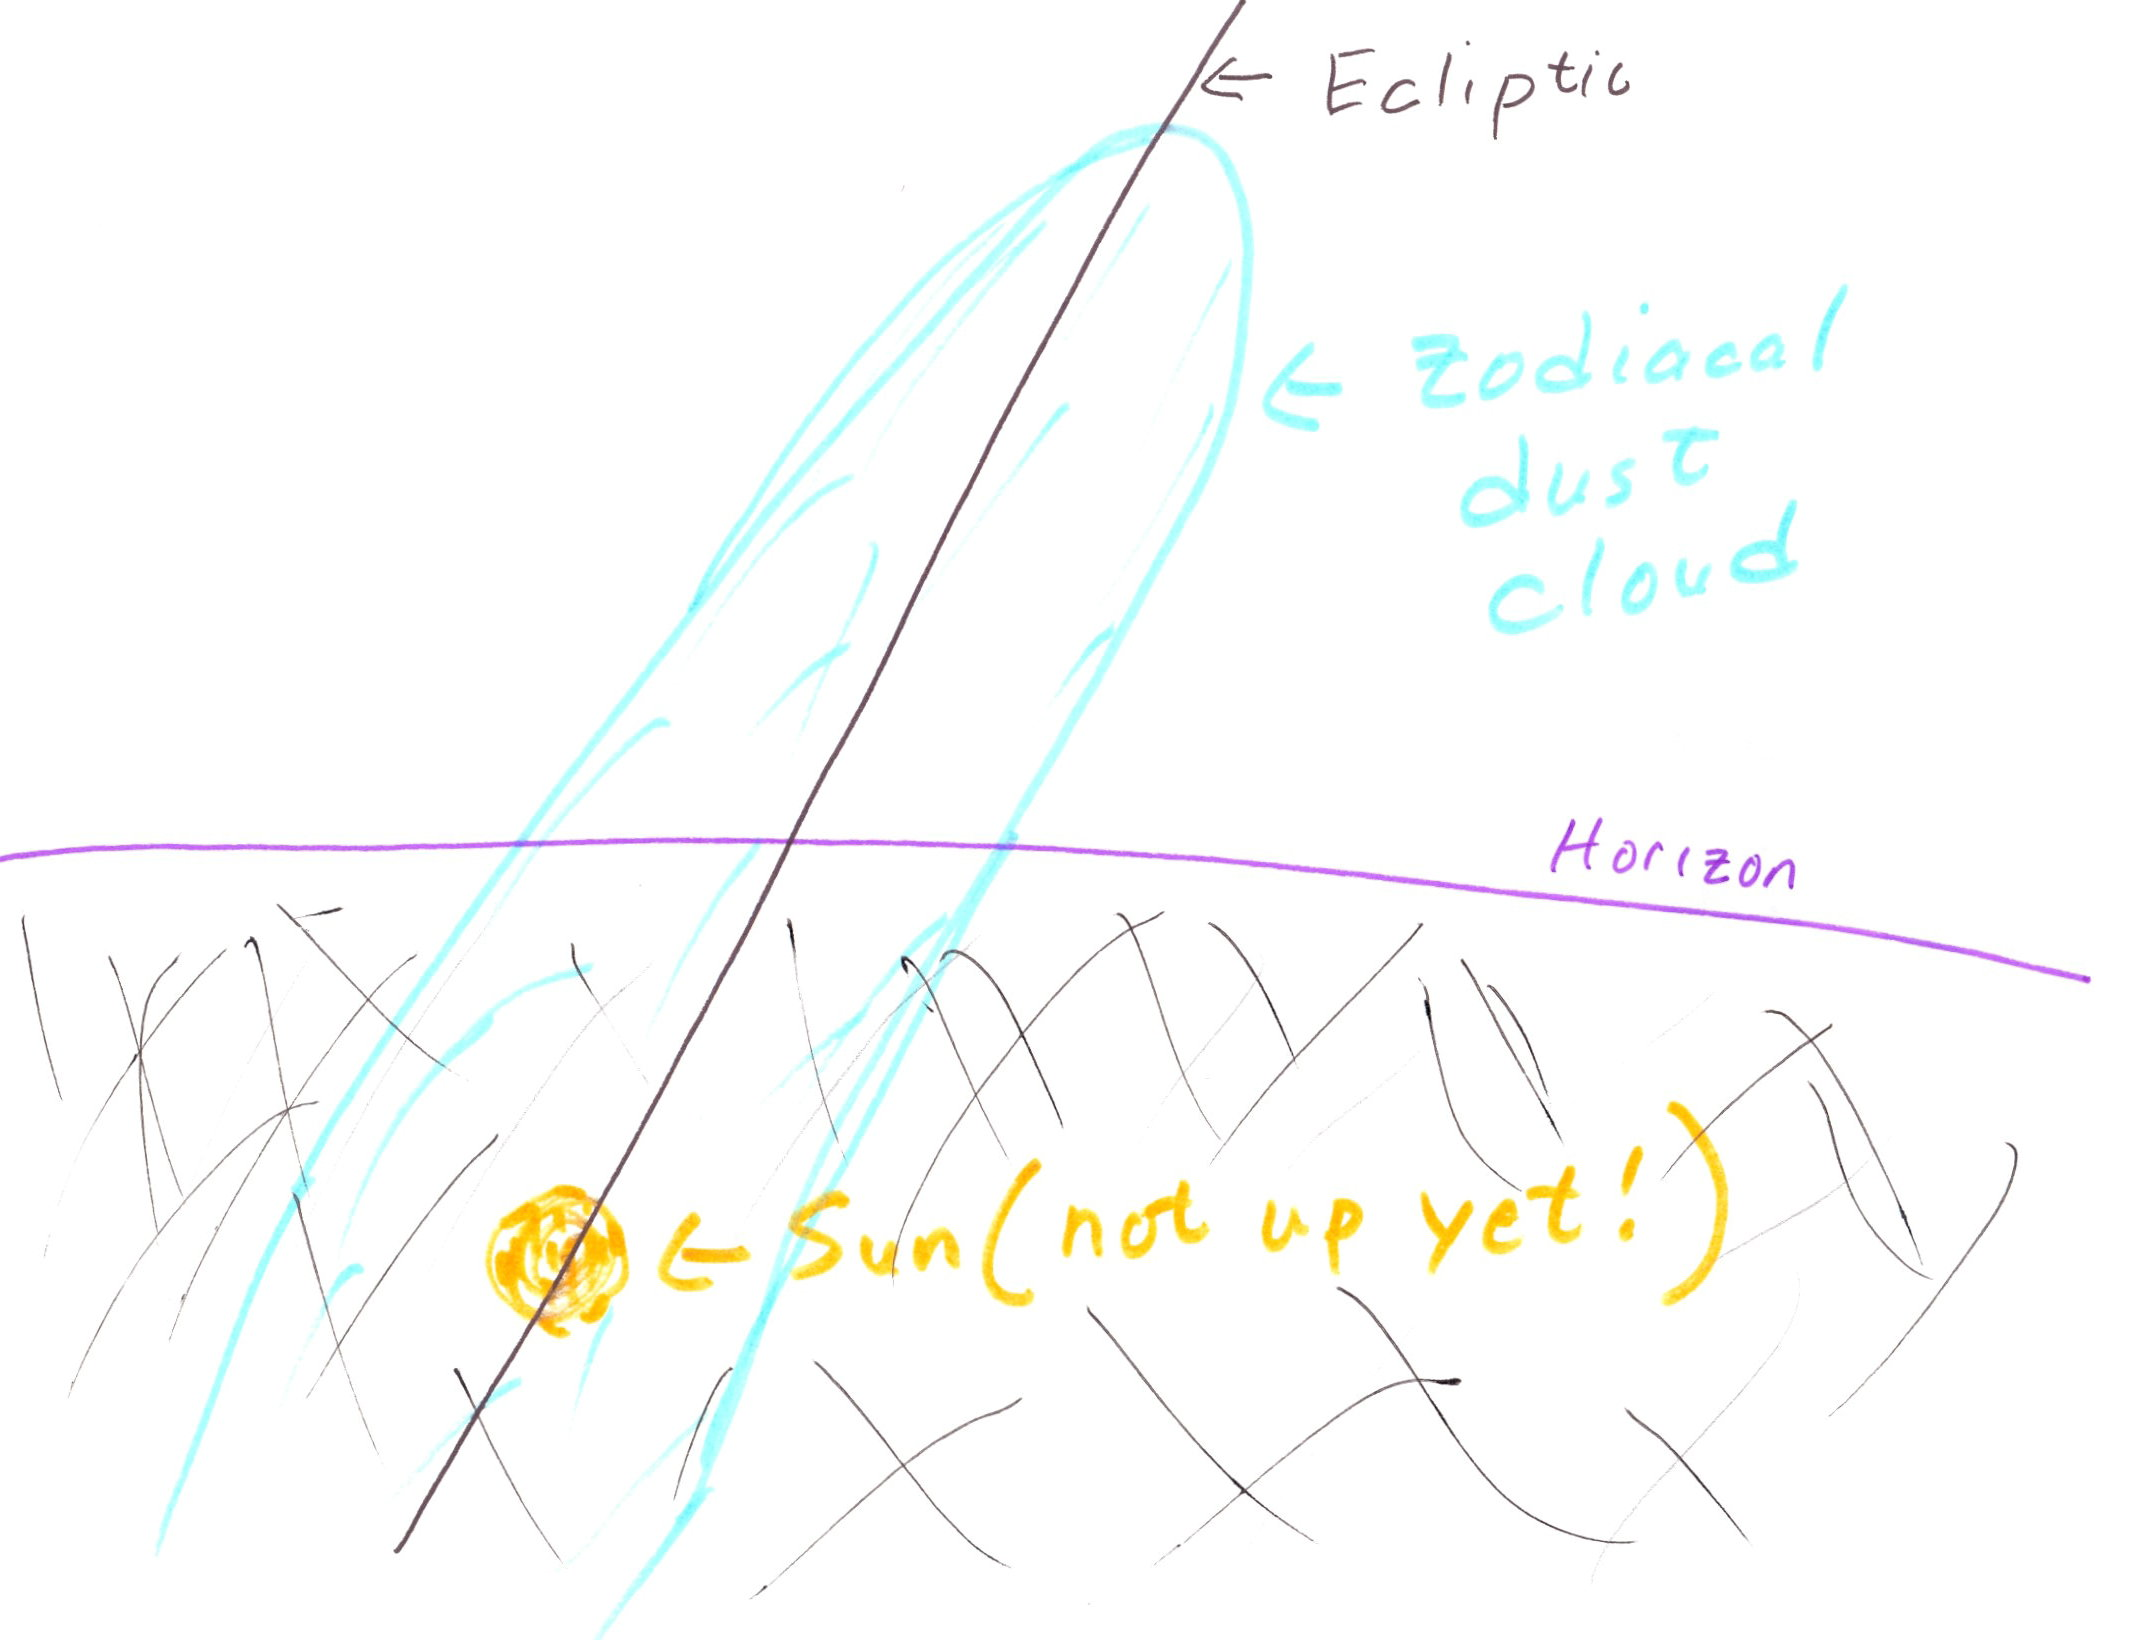 ← Ecliptic
← zodiacal
dust
cloud
Horizon
← Sun (not up yet!)